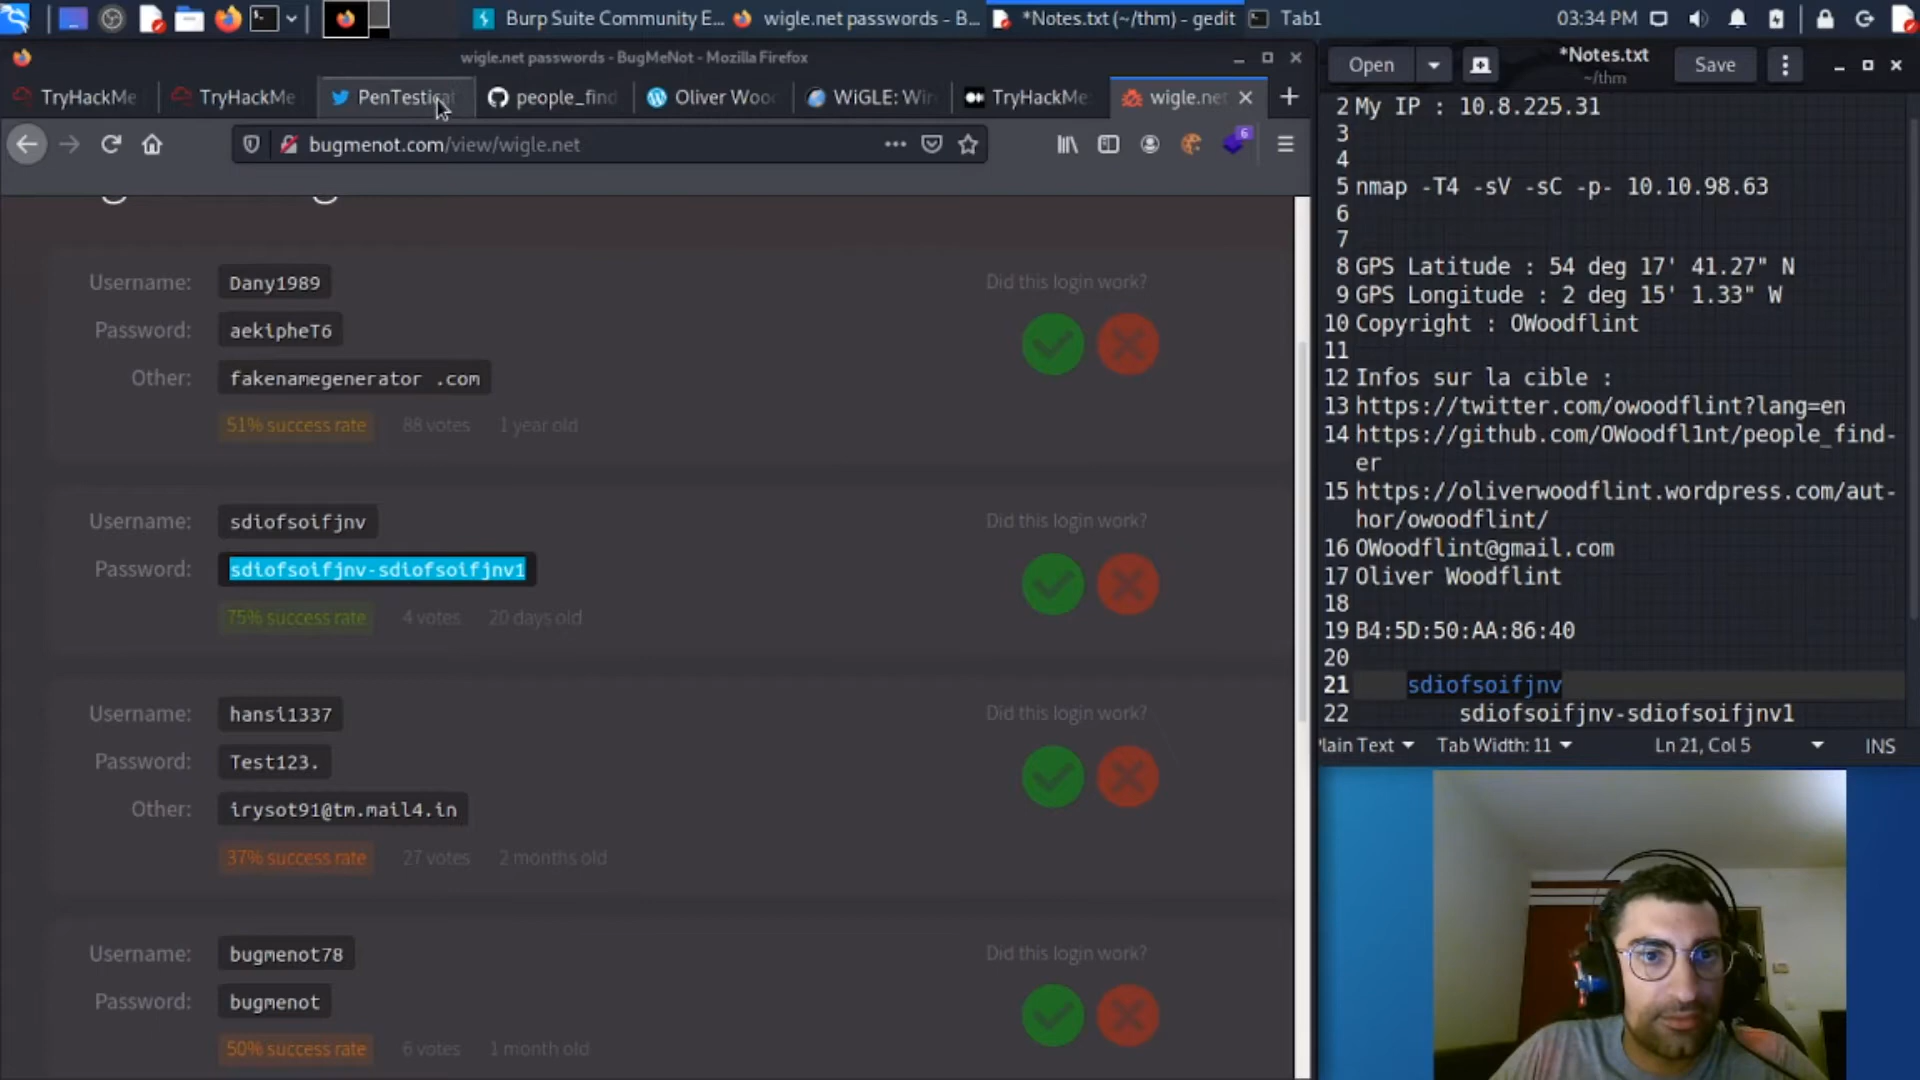 Burp Suite Community E...
wigle.net passwords - B...
*Notes.txt (~/thm) - gedit
Tab1
03:34 PM
wigle.net passwords - BugMeNot - Mozilla Firefox
TryHackMe
TryHackMe
PenTesticat
people_find
Oliver Wood
WiGLE: Wir
TryHackMe:
wigle.net
bugmenot.com/view/wigle.net
6
Username: Dany1989
Did this login work?
Password: aekipheT6
Other: fakenamegenerator .com
51% success rate 88 votes 1 year old
Username: sdiofsoifjnv
Did this login work?
Password: sdiofsoifjnv-sdiofsoifjnv1
75% success rate 4 votes 20 days old
Username: hansi1337
Did this login work?
Password: Test123.
Other: irysot91@tm.mail4.in
37% success rate 27 votes 2 months old
Username: bugmenot78
Did this login work?
Password: bugmenot
50% success rate 6 votes 1 month old
Open
*Notes.txt
~/thm
Save
2 My IP : 10.8.225.31
3
4
5 nmap -T4 -sV -sC -p- 10.10.98.63
6
7
8 GPS Latitude : 54 deg 17' 41.27" N
9 GPS Longitude : 2 deg 15' 1.33" W
10 Copyright : OWoodflint
11
12 Infos sur la cible :
13 https://twitter.com/owoodflint?lang=en
14 https://github.com/OWoodfl1nt/people_find-
er
15 https://oliverwoodflint.wordpress.com/aut-
hor/owoodflint/
16 OWoodflint@gmail.com
17 Oliver Woodflint
18
19 B4:5D:50:AA:86:40
20
21 sdiofsoifjnv
22 sdiofsoifjnv-sdiofsoifjnv1
lain Text
Tab Width: 11
Ln 21, Col 5
INS